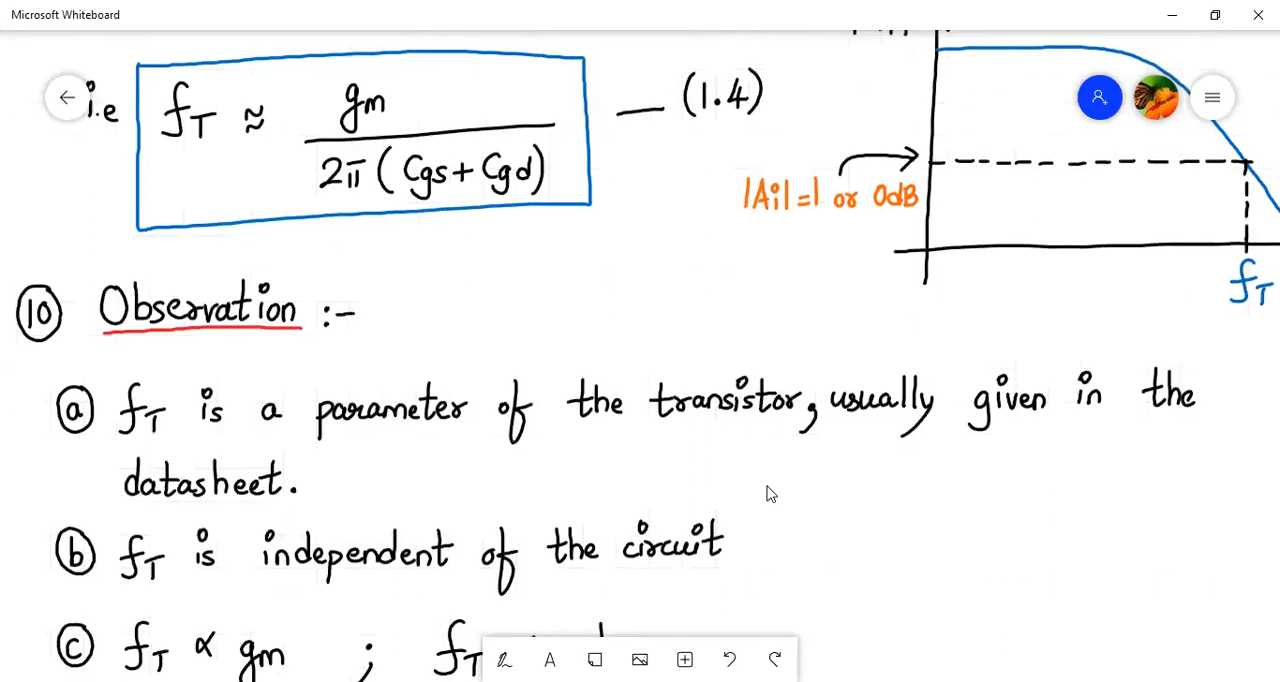 Microsoft Whiteboard
i.e fT ≈ gm / 2π (Cgs + Cgd) — (1.4)
|Ai| = 1 or 0dB
fT
10 Observation :-
a fT is a parameter of the transistor, usually given in the
datasheet.
b fT is independent of the circuit
c fT ∝ gm ; fT